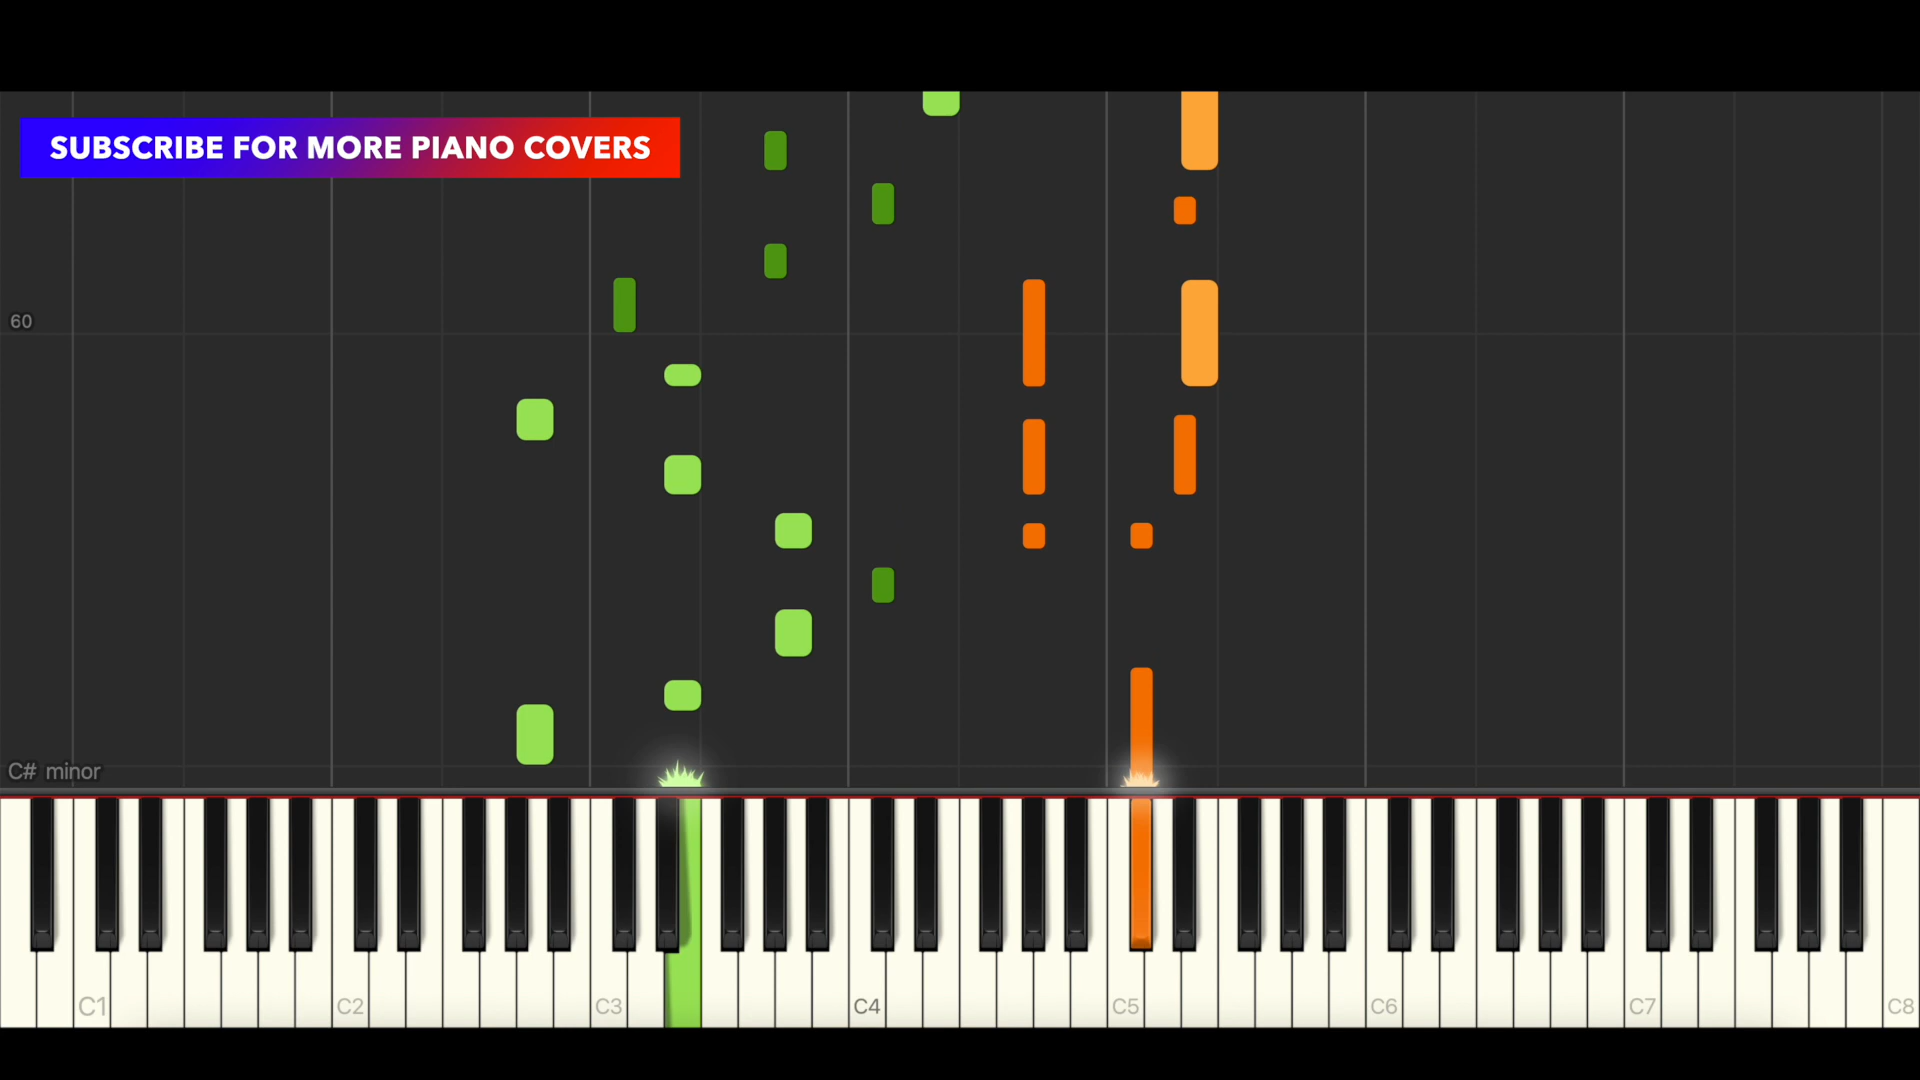 SUBSCRIBE FOR MORE PIANO COVERS
60
C# minor
C1 C2 C3 C4 C5 C6 C7 C8